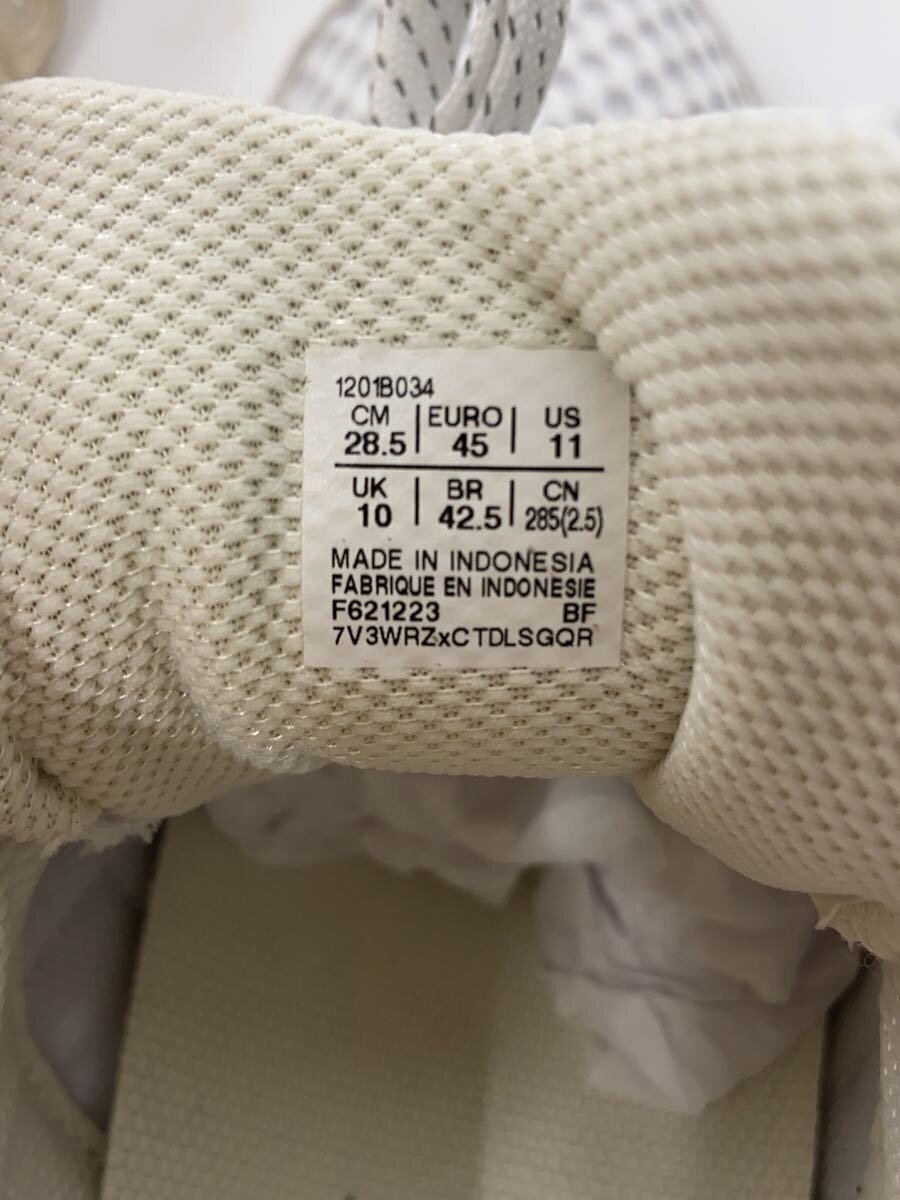 1201B034
CM | EURO | US
28.5 | 45 | 11
UK | BR | CN
10 | 42.5 | 285(2.5)
MADE IN INDONESIA
FABRIQUE EN INDONESIE
F621223 BF
7V3WRZxCTDLSGQR